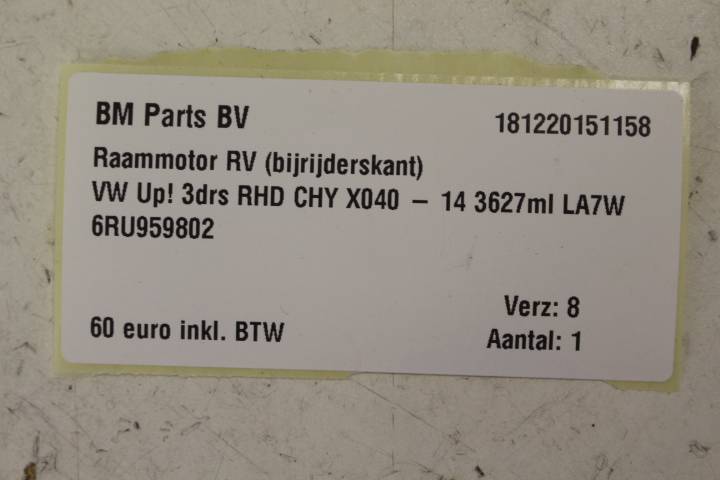 BM Parts BV 181220151158
Raammotor RV (bijrijderskant)
VW Up! 3drs RHD CHY X040 – 14 3627ml LA7W
6RU959802
Verz: 8
60 euro inkl. BTW Aantal: 1